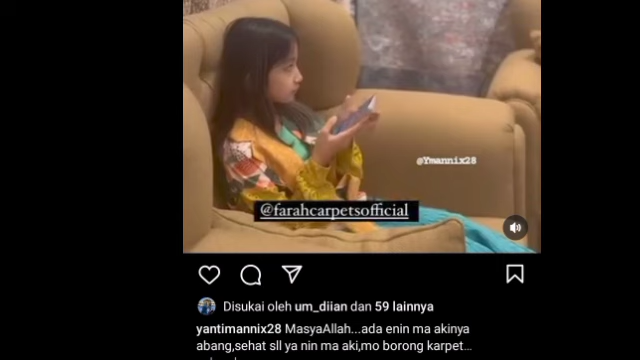 @Ymannix28
@farahcarpetsofficial
Disukai oleh um_diian dan 59 lainnya
yantimannix28 MasyaAllah...ada enin ma akinya
abang,sehat sll ya nin ma aki,mo borong karpet...